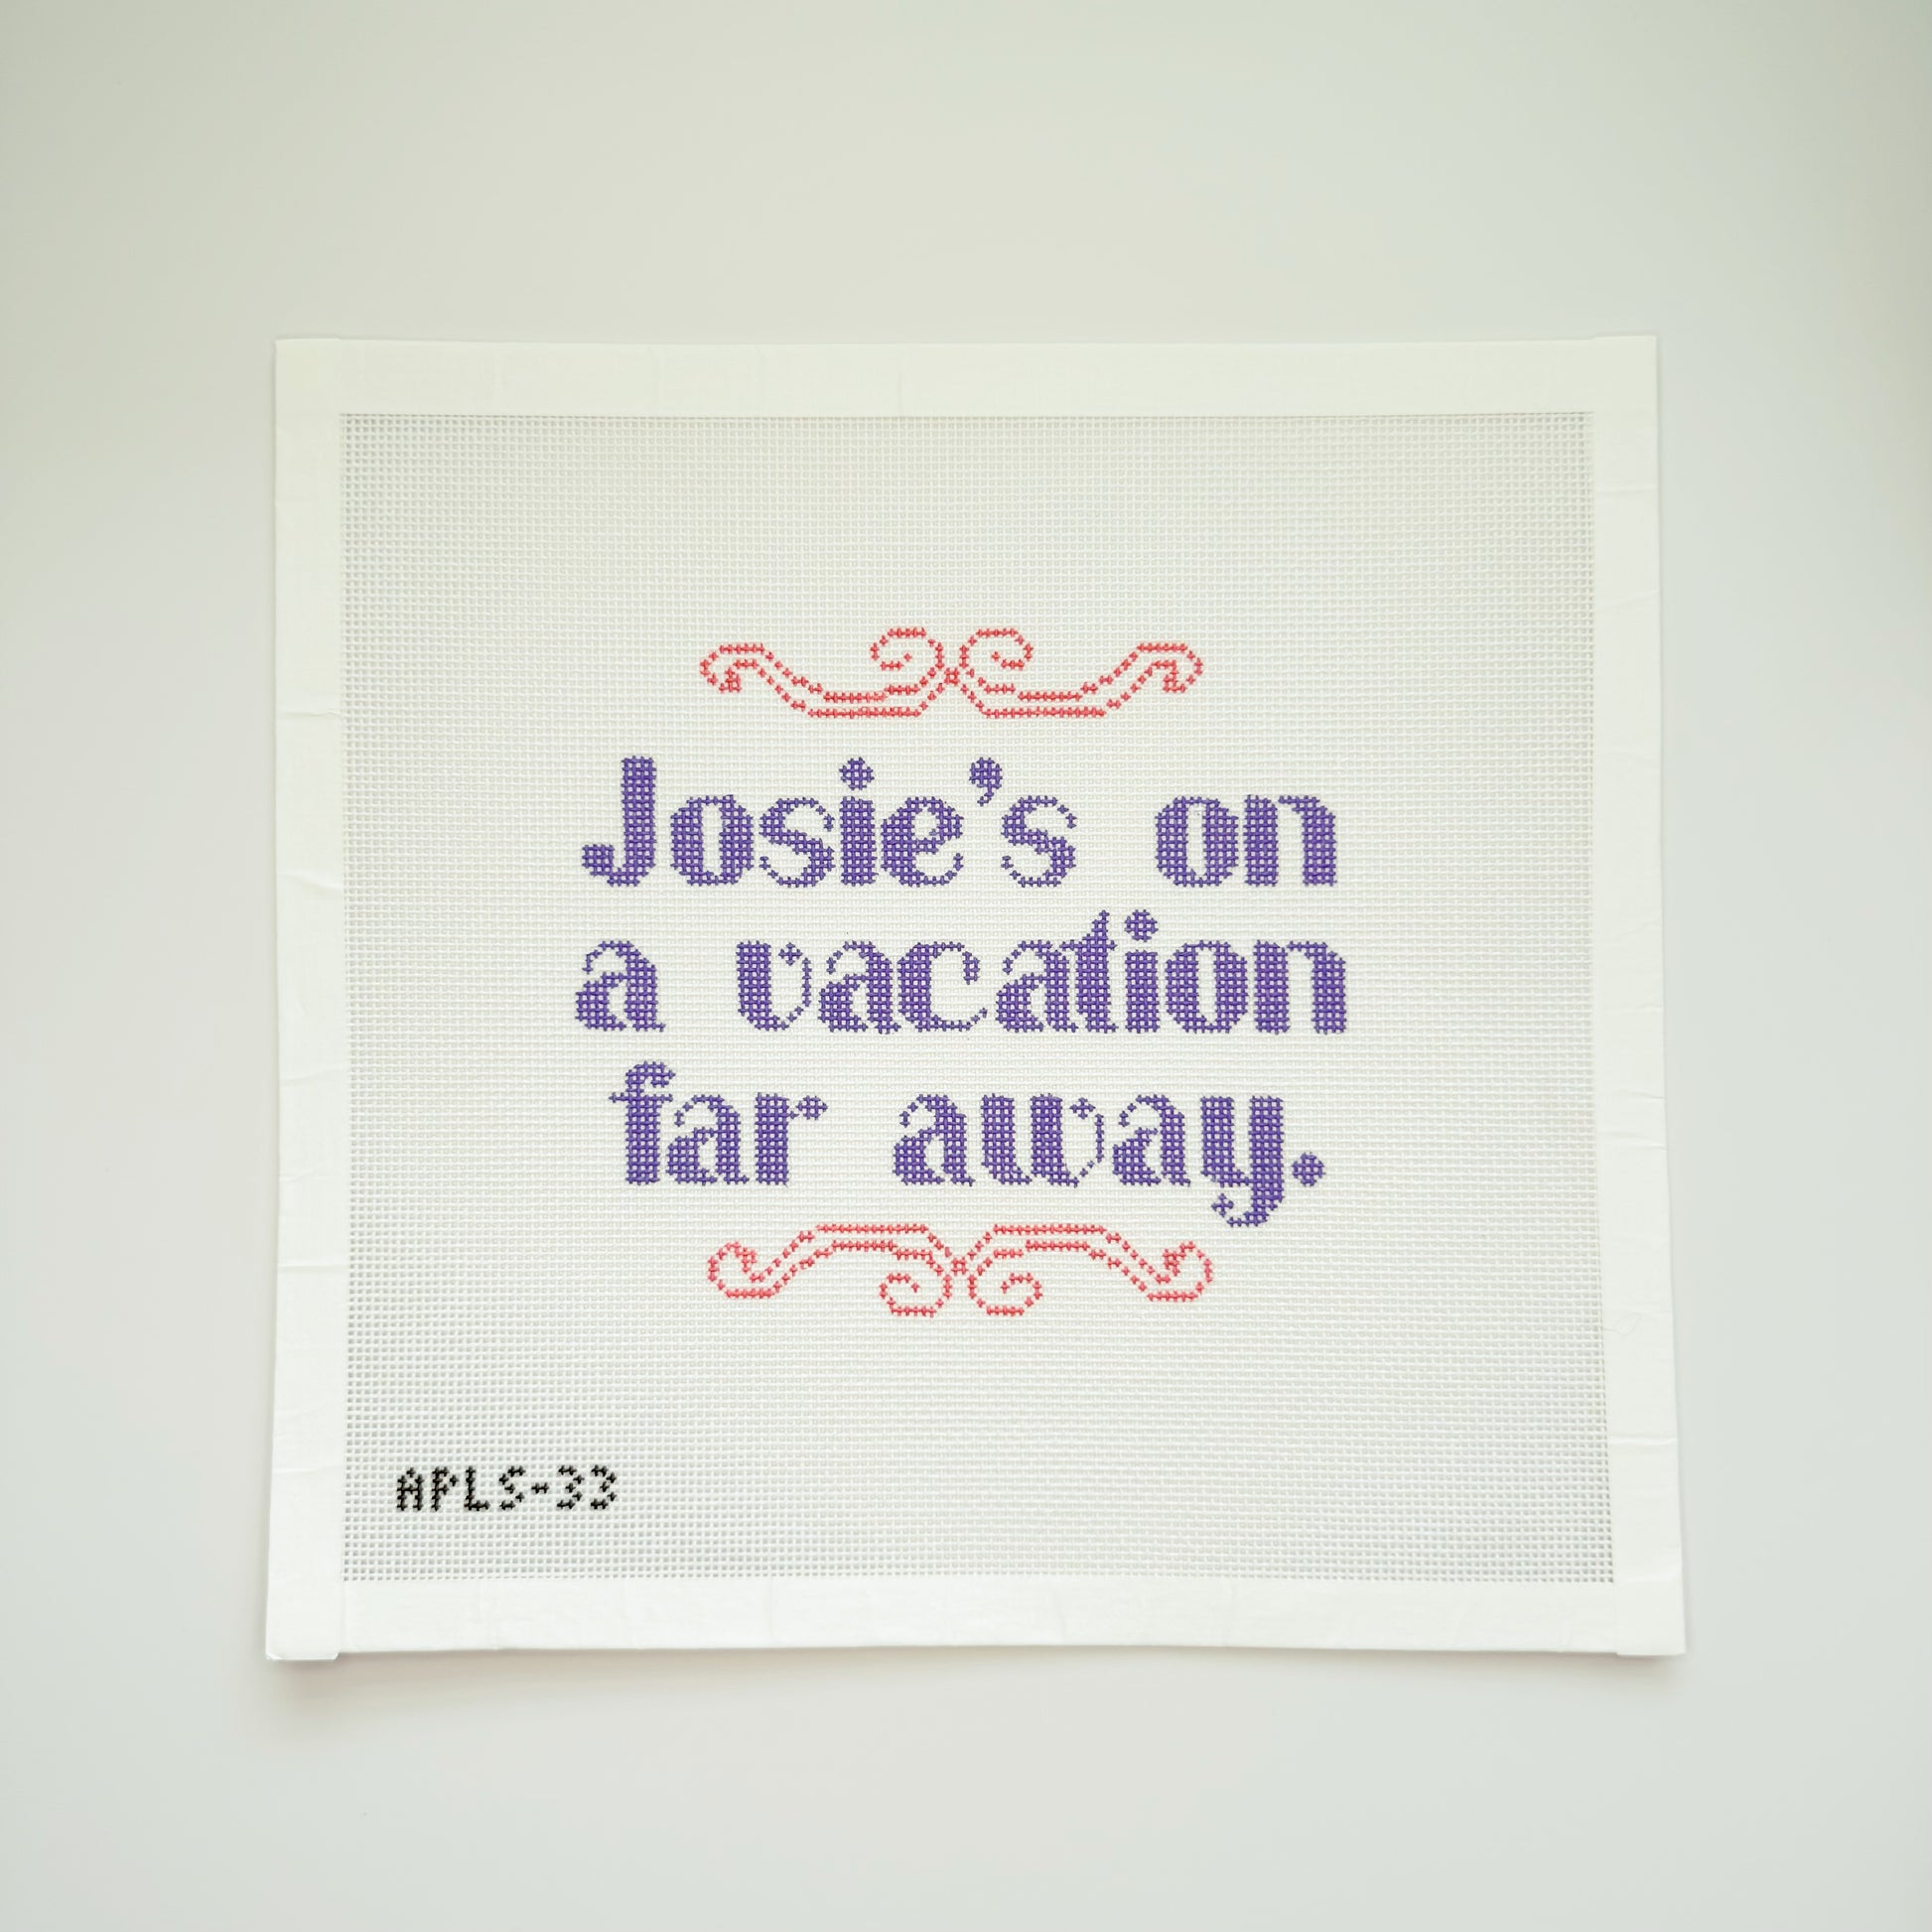 Josie's on
a vacation
far away.
APLS-33